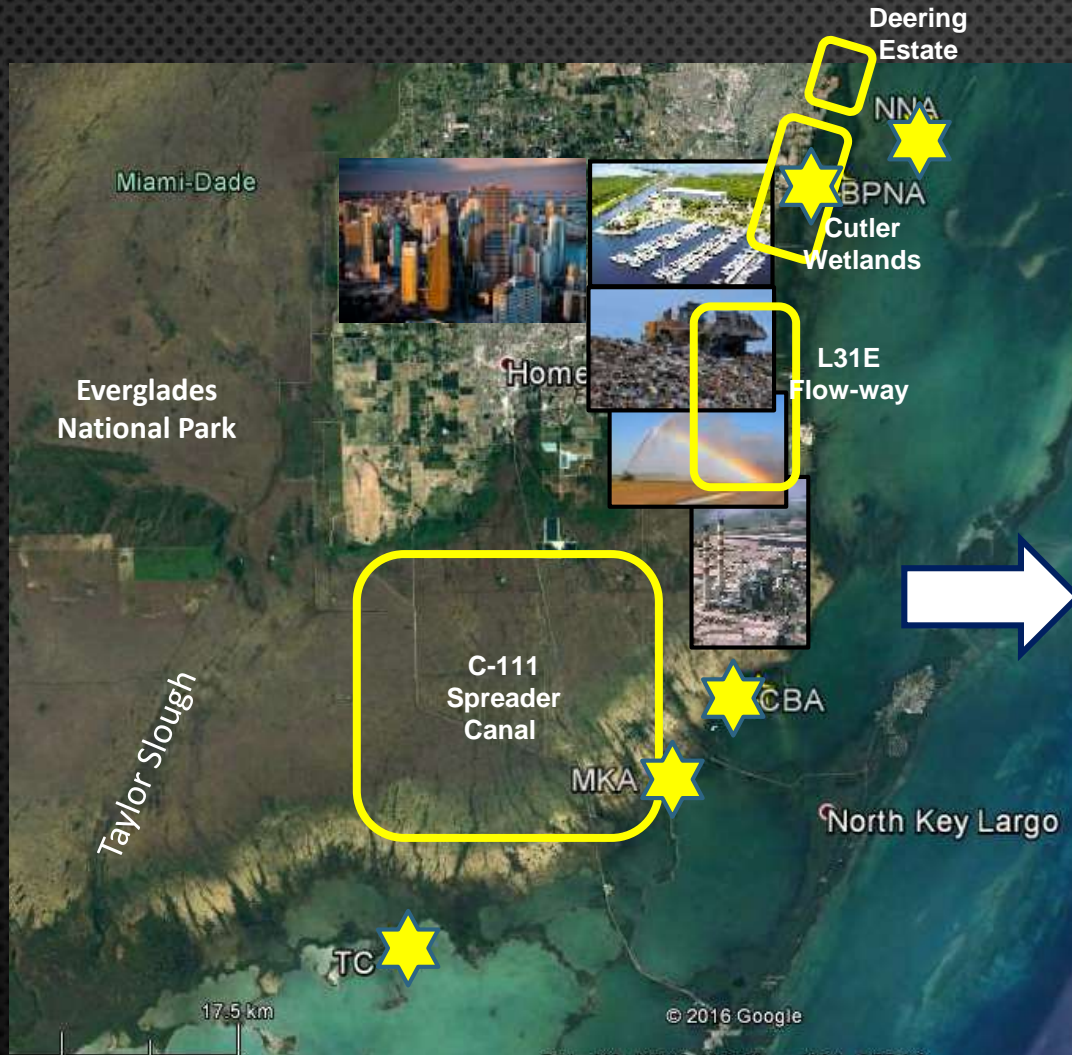 Deering
Estate
NNA
Miami-Dade
BPNA
Cutler
Wetlands
L31E
Flow-way
Home
Everglades
National Park
C-111
Spreader
Canal
Taylor Slough
CBA
MKA
North Key Largo
TC
17.5 km
© 2016 Google